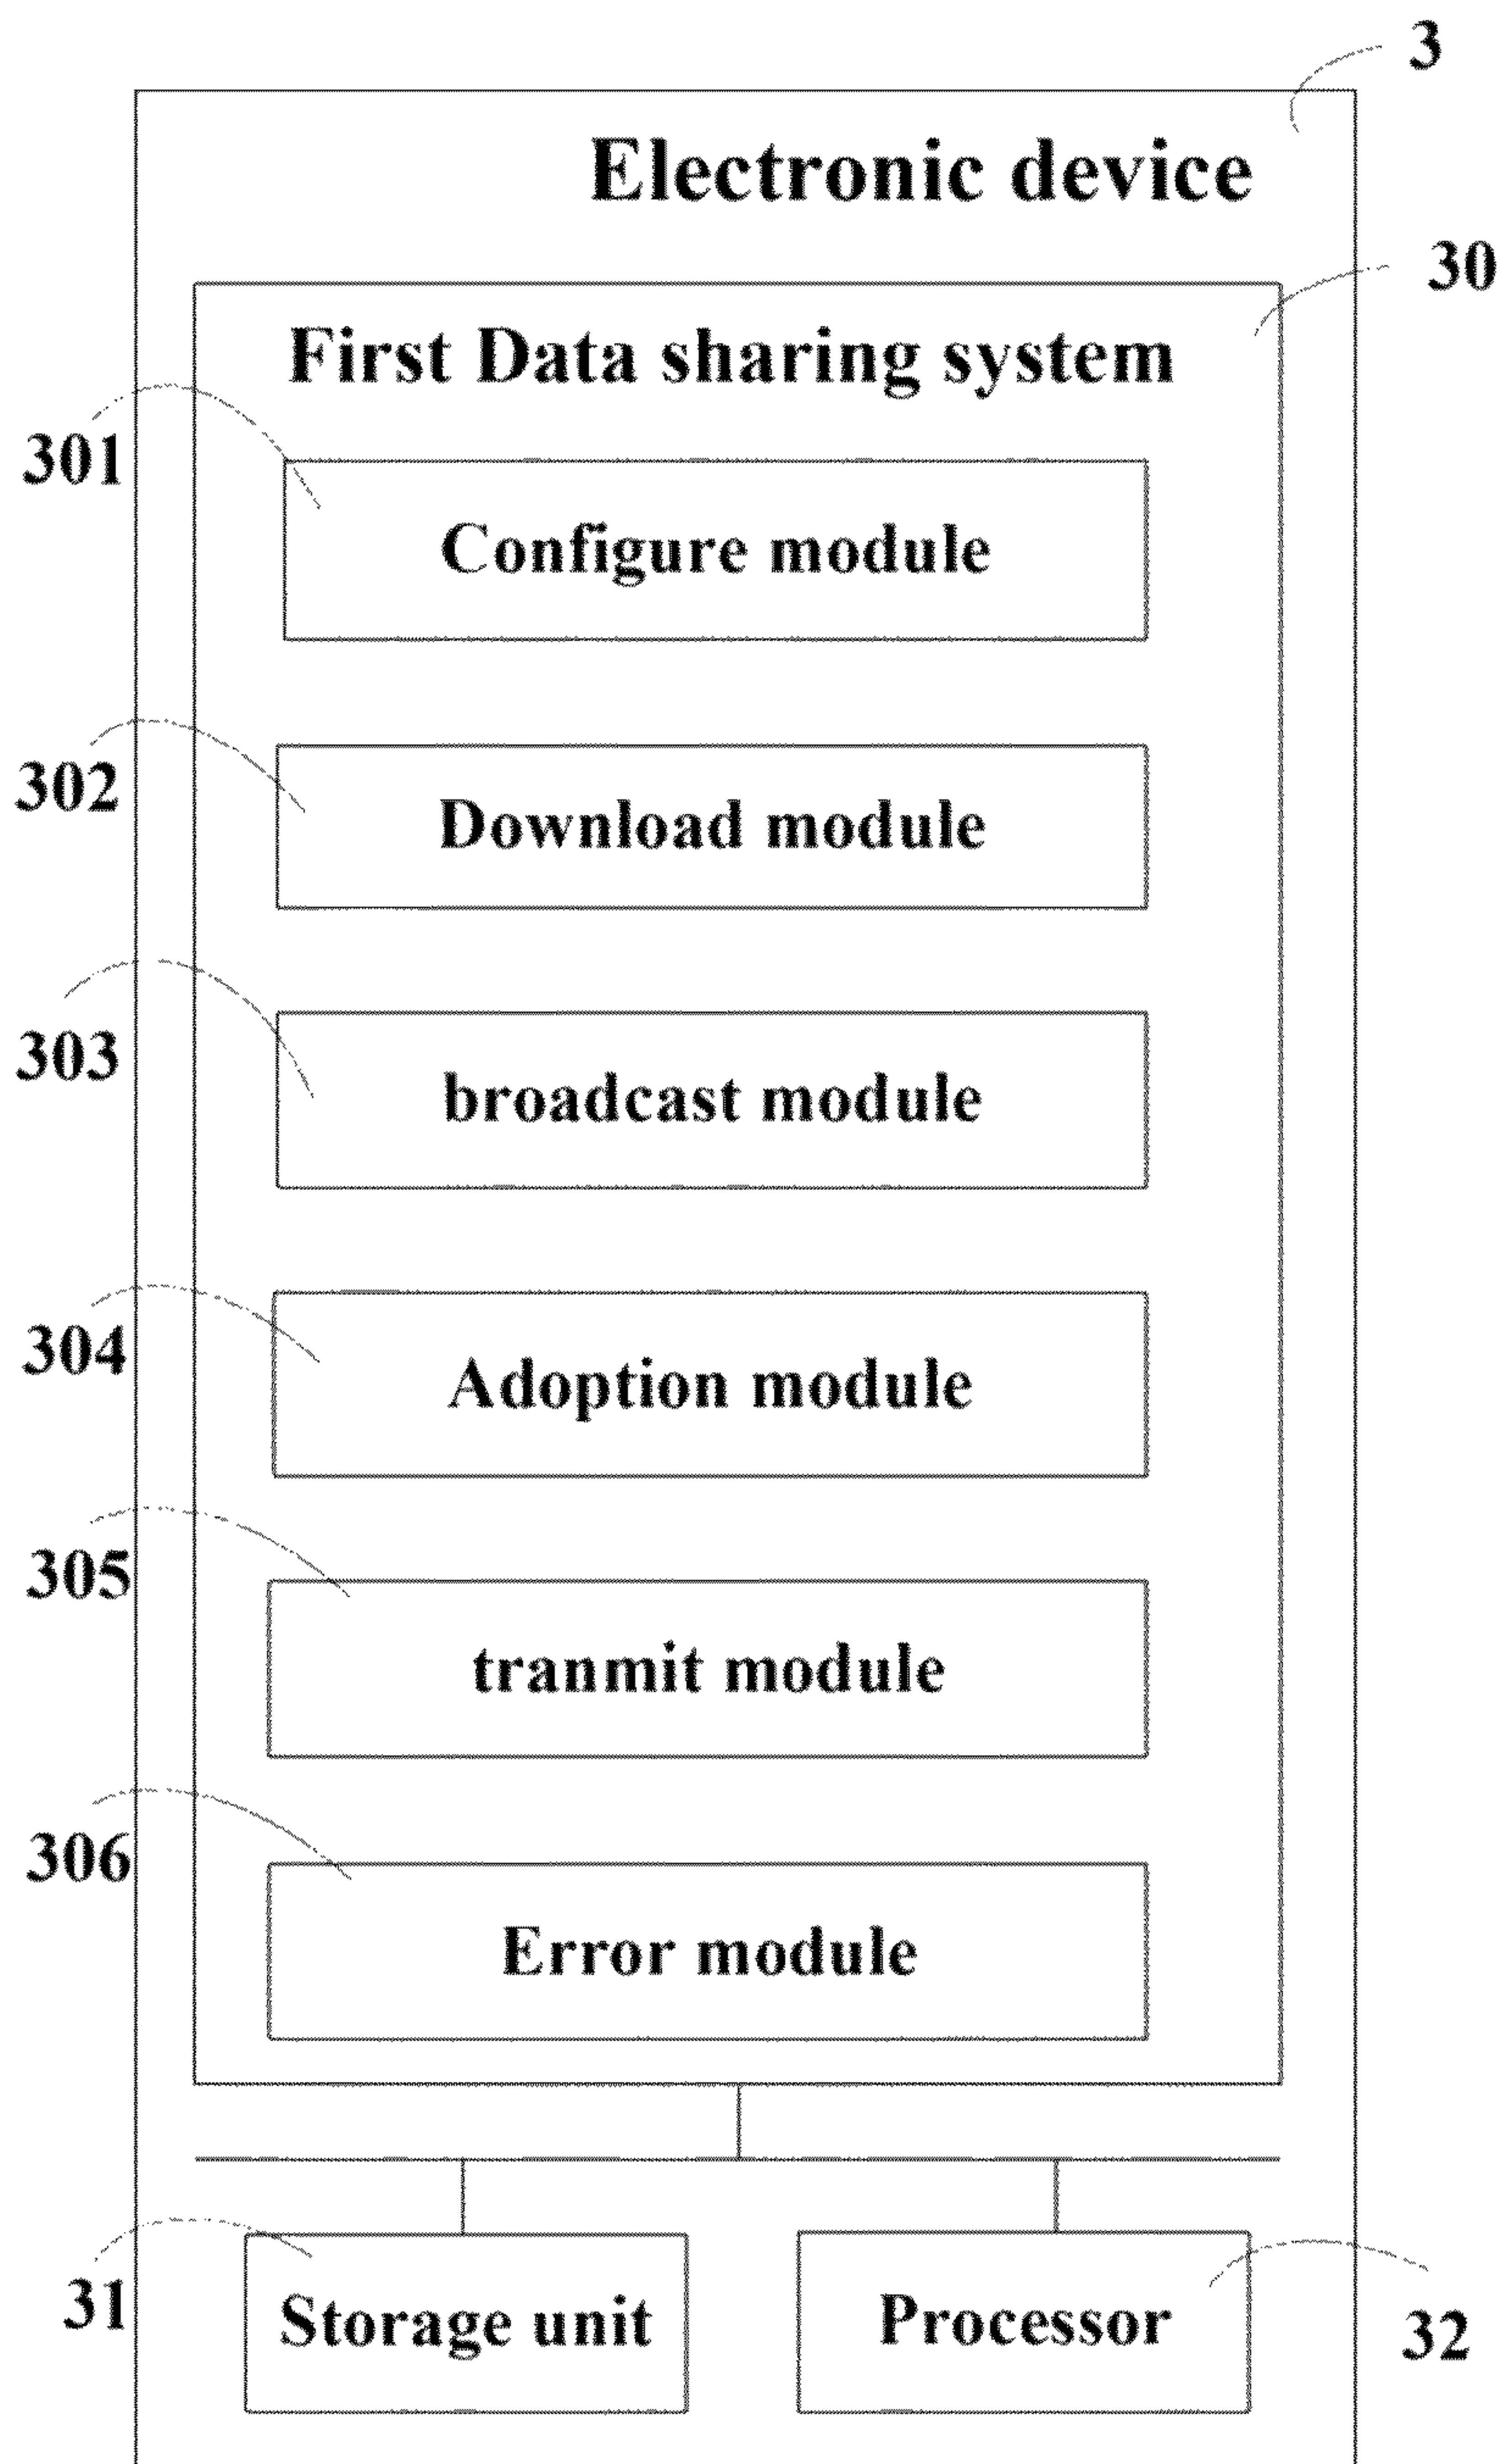 3
Electronic device
30
First Data sharing system
301
Configure module
302
Download module
303
broadcast module
304
Adoption module
305
tranmit module
306
Error module
31
Storage unit
Processor
32